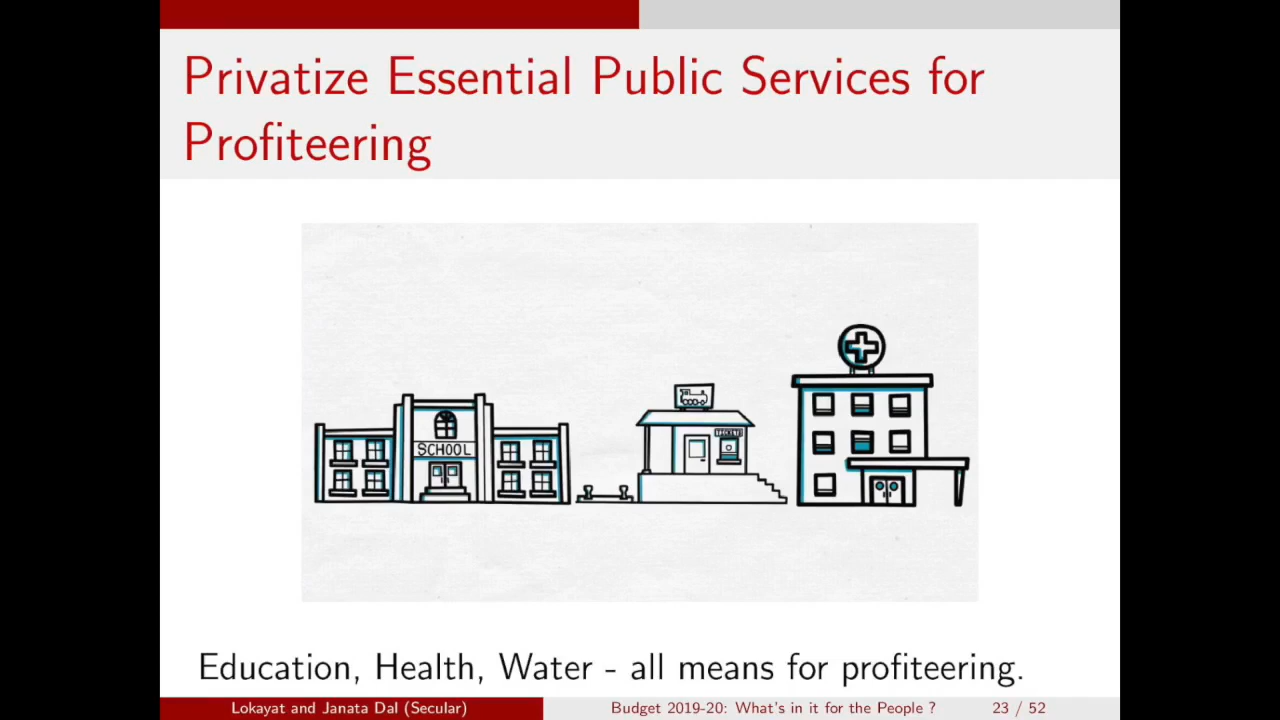 Privatize Essential Public Services for
Profiteering
SCHOOL
TICKETS
Education, Health, Water - all means for profiteering.
Lokayat and Janata Dal (Secular) Budget 2019-20: What's in it for the People ? 23 / 52